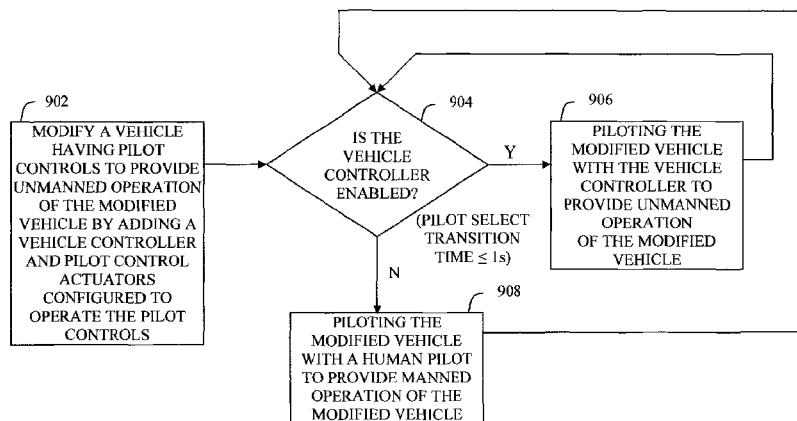 902
MODIFY A VEHICLE
HAVING PILOT
CONTROLS TO PROVIDE
UNMANNED OPERATION
OF THE MODIFIED
VEHICLE BY ADDING A
VEHICLE CONTROLLER
AND PILOT CONTROL
ACTUATORS
CONFIGURED TO
OPERATE THE PILOT
CONTROLS
904
IS THE
VEHICLE
CONTROLLER
ENABLED?
Y
(PILOT SELECT
TRANSITION
TIME ≤ 1s)
N
906
PILOTING THE
MODIFIED VEHICLE
WITH THE VEHICLE
CONTROLLER TO
PROVIDE UNMANNED
OPERATION
OF THE MODIFIED
VEHICLE
908
PILOTING THE
MODIFIED VEHICLE
WITH A HUMAN PILOT
TO PROVIDE MANNED
OPERATION OF THE
MODIFIED VEHICLE